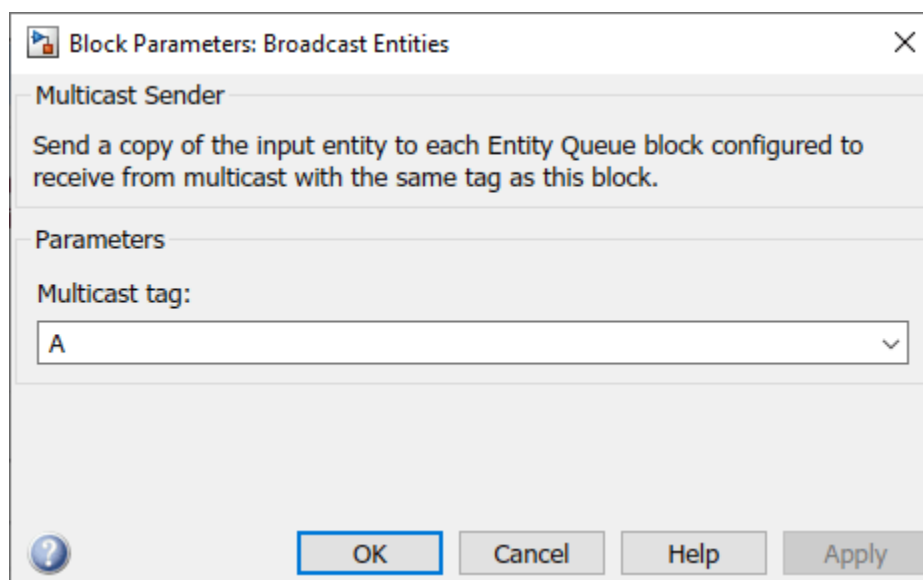 Block Parameters: Broadcast Entities
Multicast Sender
Send a copy of the input entity to each Entity Queue block configured to
receive from multicast with the same tag as this block.
Parameters
Multicast tag:
A
?
OK Cancel Help Apply